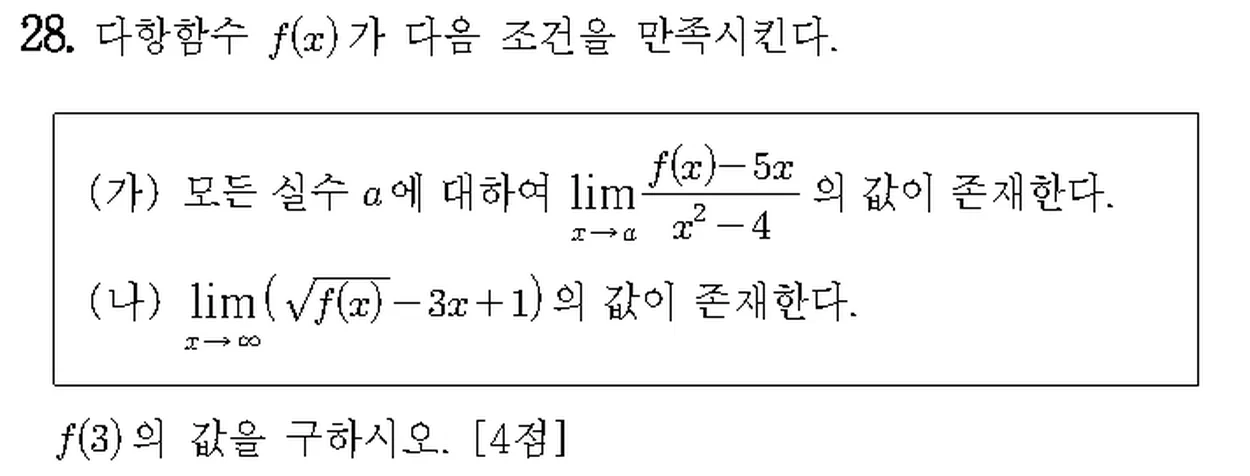 28. 다항함수 f(x)가 다음 조건을 만족시킨다.
(가) 모든 실수 a에 대하여 lim_{x→a} (f(x)-5x)/(x²-4) 의 값이 존재한다.
(나) lim_{x→∞} (√f(x) -3x+1)의 값이 존재한다.
f(3)의 값을 구하시오. [4점]